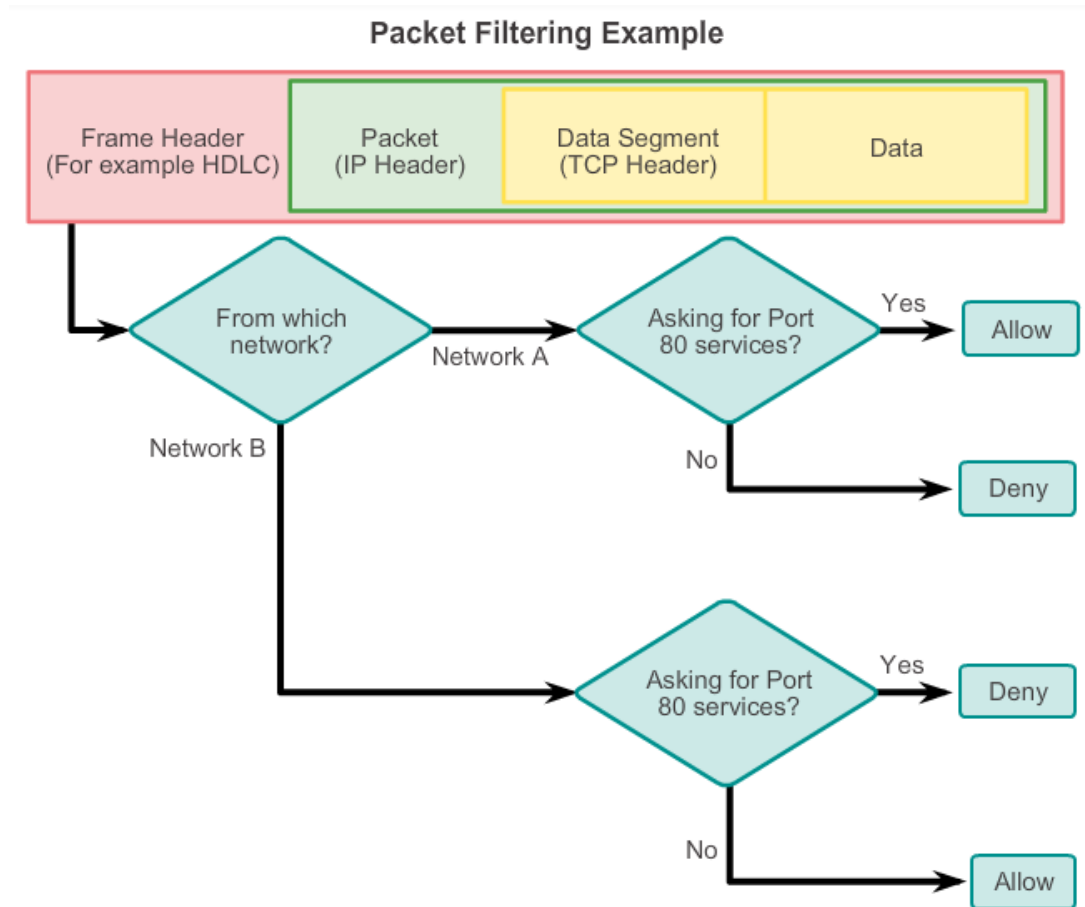 Packet Filtering Example
Frame Header
(For example HDLC)
Packet
(IP Header)
Data Segment
(TCP Header)
Data
From which
network?
Network A
Asking for Port
80 services?
Yes
Allow
Network B
No
Deny
Asking for Port
80 services?
Yes
Deny
No
Allow